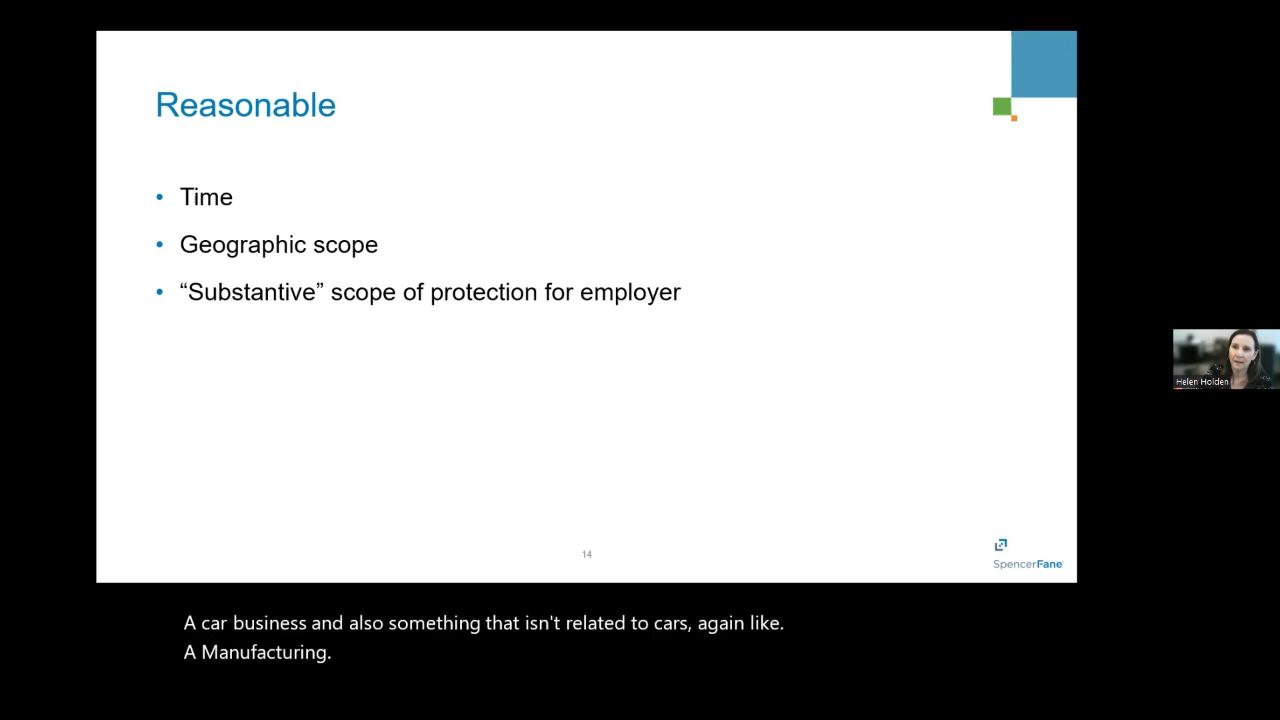 Reasonable
• Time
• Geographic scope
• “Substantive” scope of protection for employer
Helen Holden
14
SpencerFane
A car business and also something that isn't related to cars, again like.
A Manufacturing.